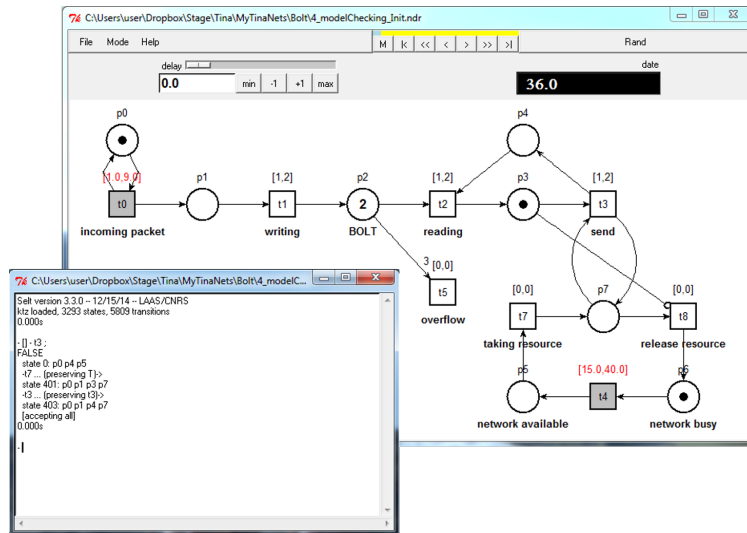 C:\Users\user\Dropbox\Stage\Tina\MyTinaNets\Bolt\4_modelChecking_Init.ndr
File Mode Help
M |< << < > >> >| Rand
delay
0.0 min -1 +1 max
date
36.0
p0
p4
[1.0,9.0]
p1
[1,2]
p2
[1,2]
p3
[1,2]
t0
t1
2
t2
t3
incoming packet
writing
BOLT
reading
send
3 [0,0]
t5
overflow
[0,0]
p7
[0,0]
t7
t8
taking resource
release resource
p5
[15.0,40.0]
p6
t4
network available
network busy
C:\Users\user\Dropbox\Stage\Tina\MyTinaNets\Bolt\4_modelC...
Selt version 3.3.0 -- 12/15/14 -- LAAS/CNRS
ktz loaded, 3293 states, 5809 transitions
0.000s
- [] - t3 ;
FALSE
state 0: p0 p4 p5
-t7 ... (preserving T)->
state 401: p0 p1 p3 p7
-t3 ... (preserving t3)->
state 403: p0 p1 p4 p7
[accepting all]
0.000s
-